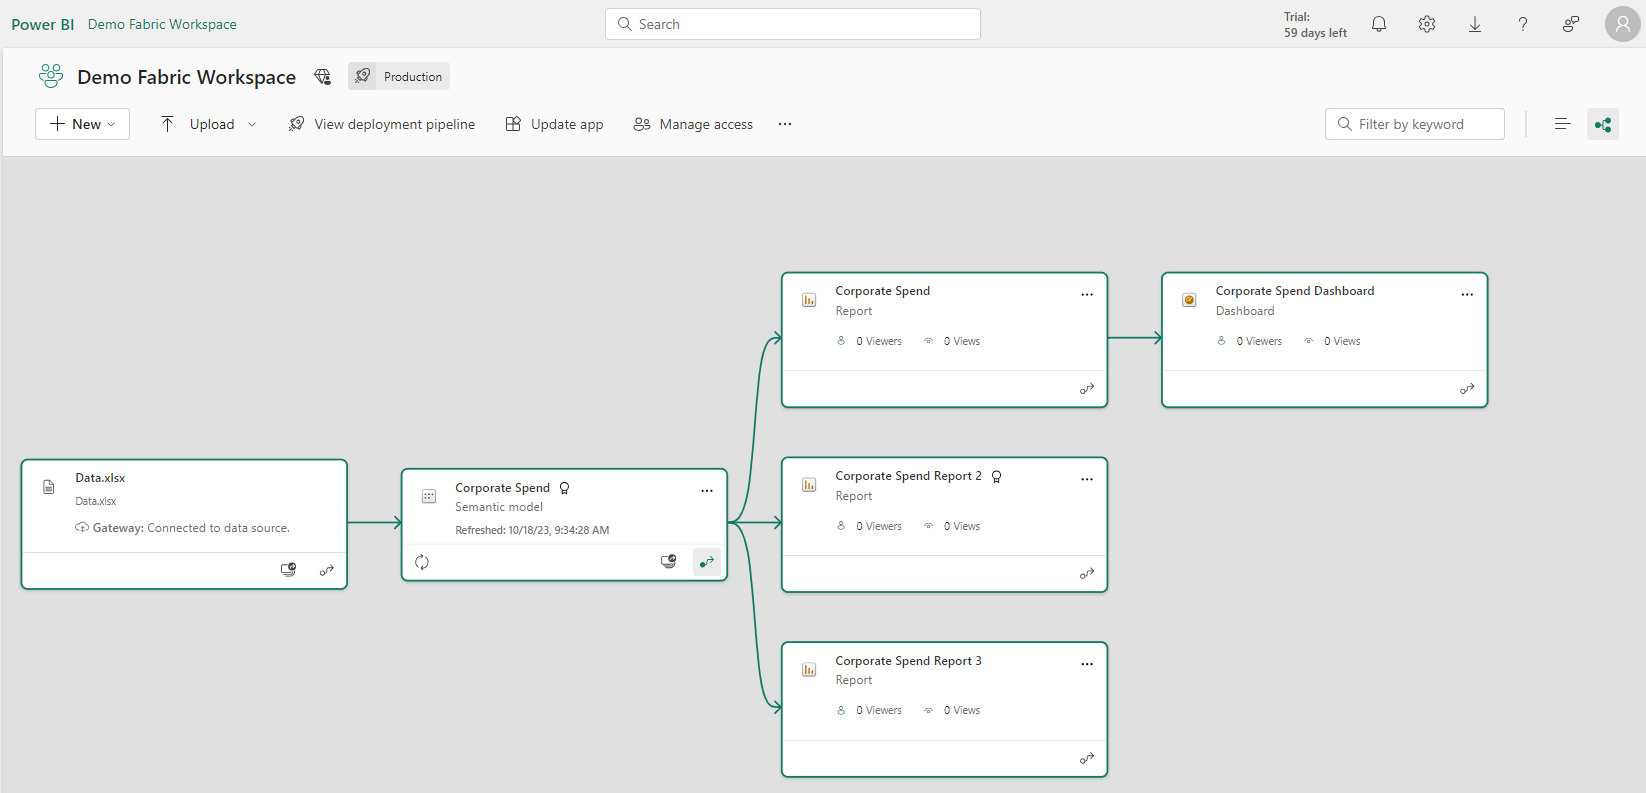 Power BI Demo Fabric Workspace
Search
Trial:
59 days left
Demo Fabric Workspace
Production
New
Upload
View deployment pipeline
Update app
Manage access
Filter by keyword
Data.xlsx
Data.xlsx
Gateway: Connected to data source.
Corporate Spend
Semantic model
Refreshed: 10/18/23, 9:34:28 AM
Corporate Spend
Report
0 Viewers 0 Views
Corporate Spend Dashboard
Dashboard
0 Viewers 0 Views
Corporate Spend Report 2
Report
0 Viewers 0 Views
Corporate Spend Report 3
Report
0 Viewers 0 Views